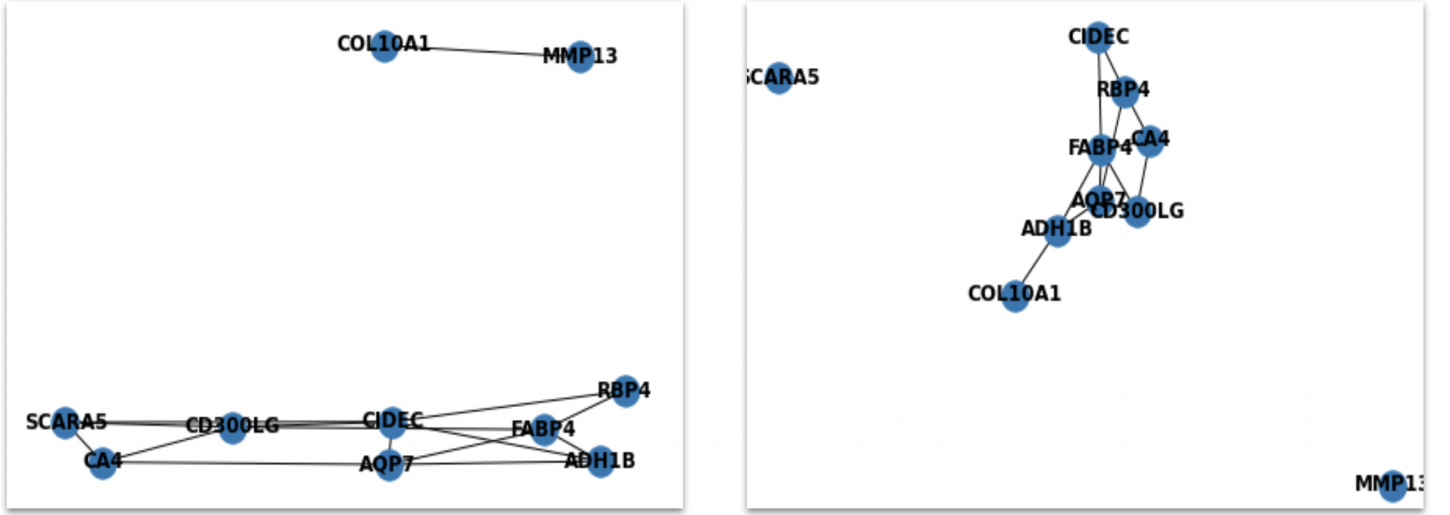 COL10A1
MMP13
RBP4
SCARA5
CD300LG
CIDEC
FABP4
CA4
AQP7
ADH1B
CIDEC
SCARA5
RBP4
CA4
FABP4
AQP7
CD300LG
ADH1B
COL10A1
MMP13